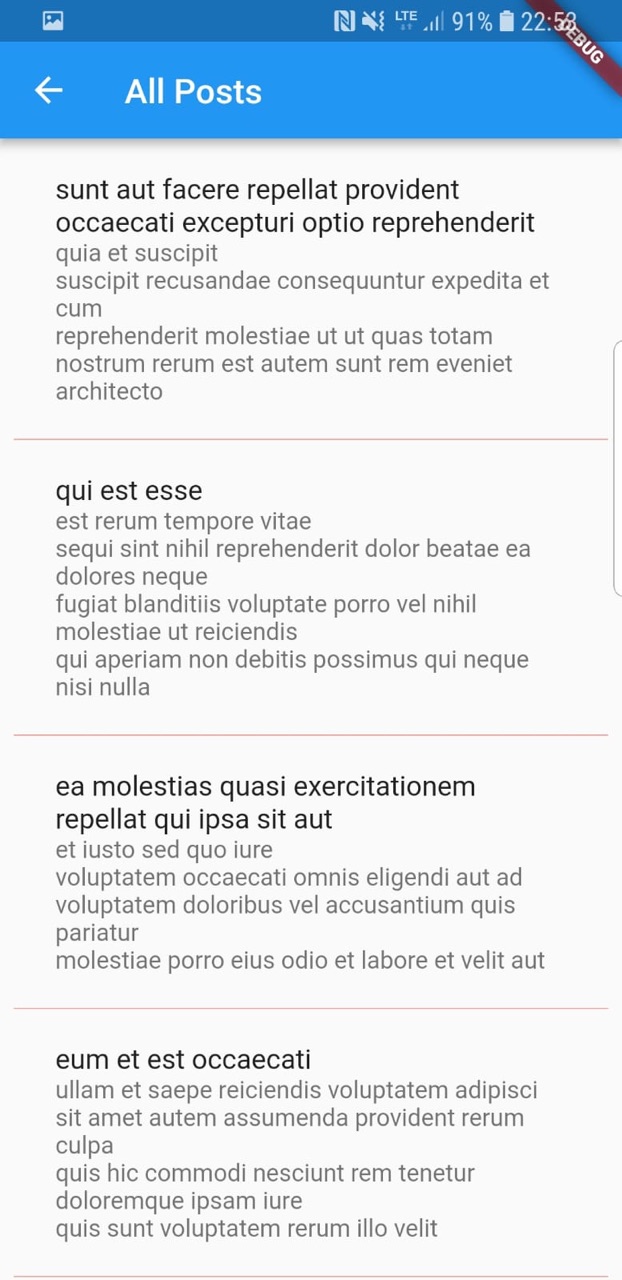 LTE 91% 22:53
DEBUG
All Posts
sunt aut facere repellat provident
occaecati excepturi optio reprehenderit
quia et suscipit
suscipit recusandae consequuntur expedita et
cum
reprehenderit molestiae ut ut quas totam
nostrum rerum est autem sunt rem eveniet
architecto
qui est esse
est rerum tempore vitae
sequi sint nihil reprehenderit dolor beatae ea
dolores neque
fugiat blanditiis voluptate porro vel nihil
molestiae ut reiciendis
qui aperiam non debitis possimus qui neque
nisi nulla
ea molestias quasi exercitationem
repellat qui ipsa sit aut
et iusto sed quo iure
voluptatem occaecati omnis eligendi aut ad
voluptatem doloribus vel accusantium quis
pariatur
molestiae porro eius odio et labore et velit aut
eum et est occaecati
ullam et saepe reiciendis voluptatem adipisci
sit amet autem assumenda provident rerum
culpa
quis hic commodi nesciunt rem tenetur
doloremque ipsam iure
quis sunt voluptatem rerum illo velit